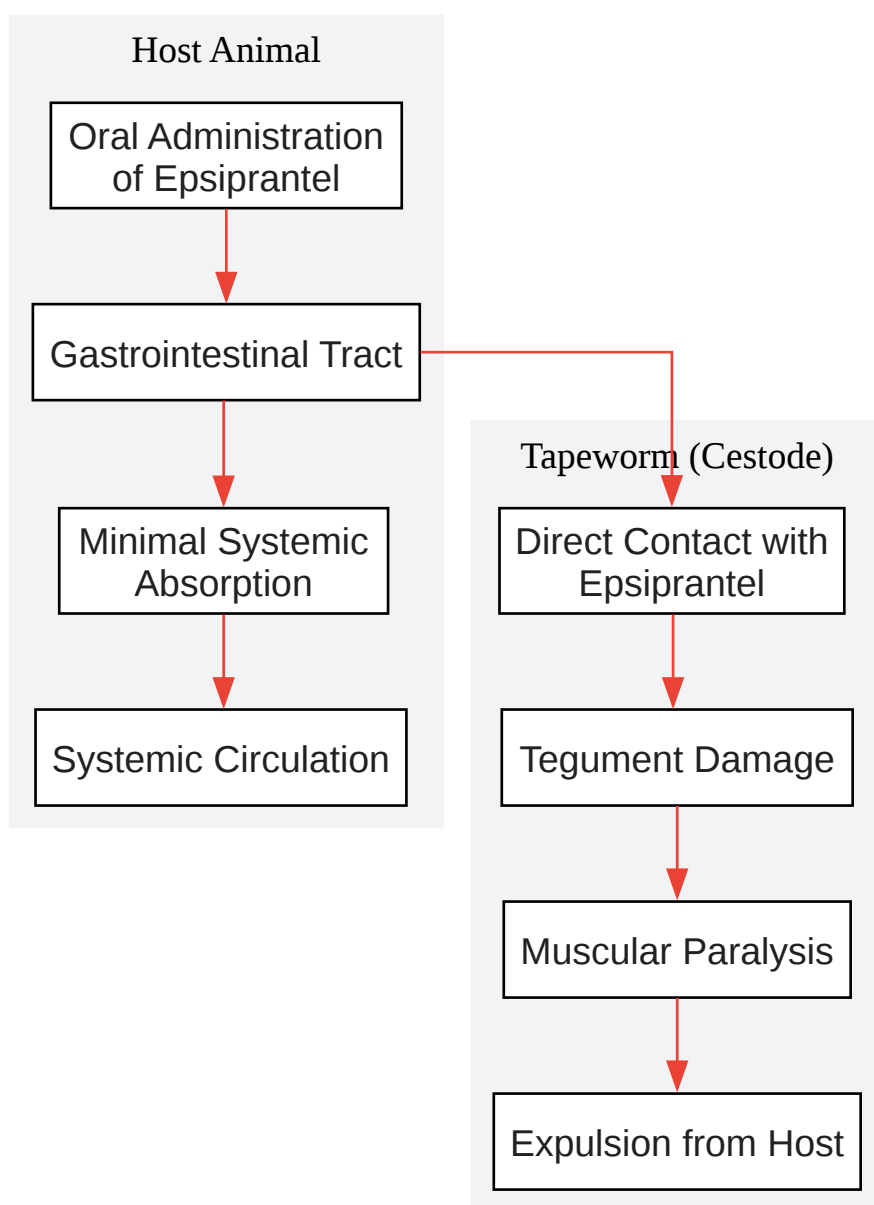 Host Animal
Oral Administration
of Epsiprantel
Gastrointestinal Tract
Minimal Systemic
Absorption
Systemic Circulation
Tapeworm (Cestode)
Direct Contact with
Epsiprantel
Tegument Damage
Muscular Paralysis
Expulsion from Host